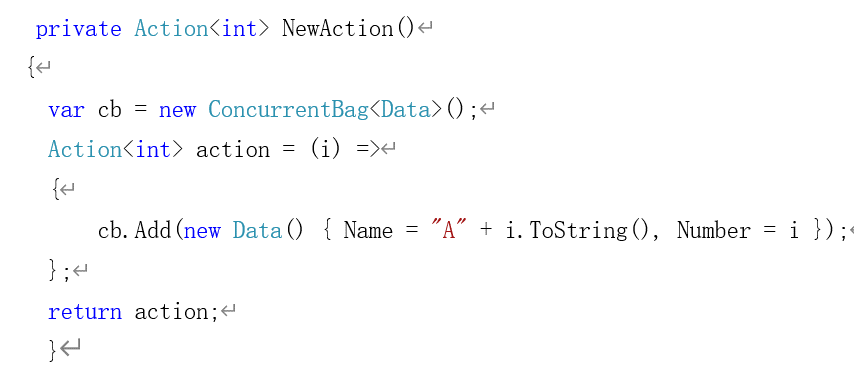 private Action<int> NewAction()↵
{↵
var cb = new ConcurrentBag<Data>();↵
Action<int> action = (i) =>↵
{↵
cb.Add(new Data() { Name = "A" + i.ToString(), Number = i });↵
};↵
return action;↵
}↵